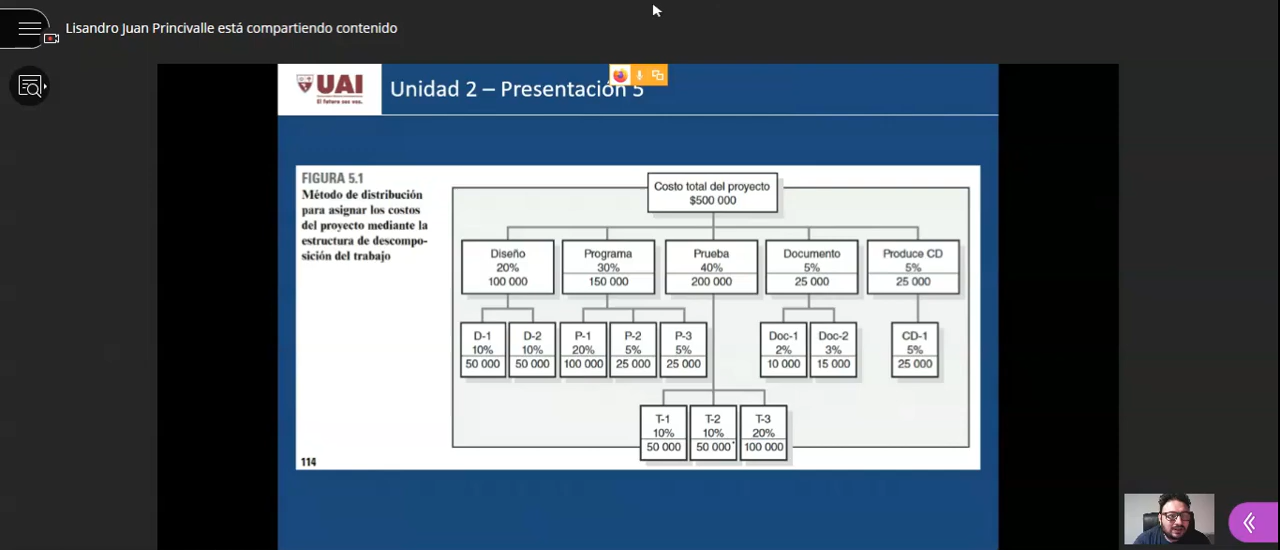 Lisandro Juan Princivalle está compartiendo contenido
UAI
El futuro sos vos.
Unidad 2 – Presentación 5
FIGURA 5.1
Método de distribución
para asignar los costos
del proyecto mediante la
estructura de descompo-
sición del trabajo
Costo total del proyecto
$500 000
Diseño
20%
100 000
Programa
30%
150 000
Prueba
40%
200 000
Documento
5%
25 000
Produce CD
5%
25 000
D-1
10%
50 000
D-2
10%
50 000
P-1
20%
100 000
P-2
5%
25 000
P-3
5%
25 000
Doc-1
2%
10 000
Doc-2
3%
15 000
CD-1
5%
25 000
T-1
10%
50 000
T-2
10%
50 000
T-3
20%
100 000
114